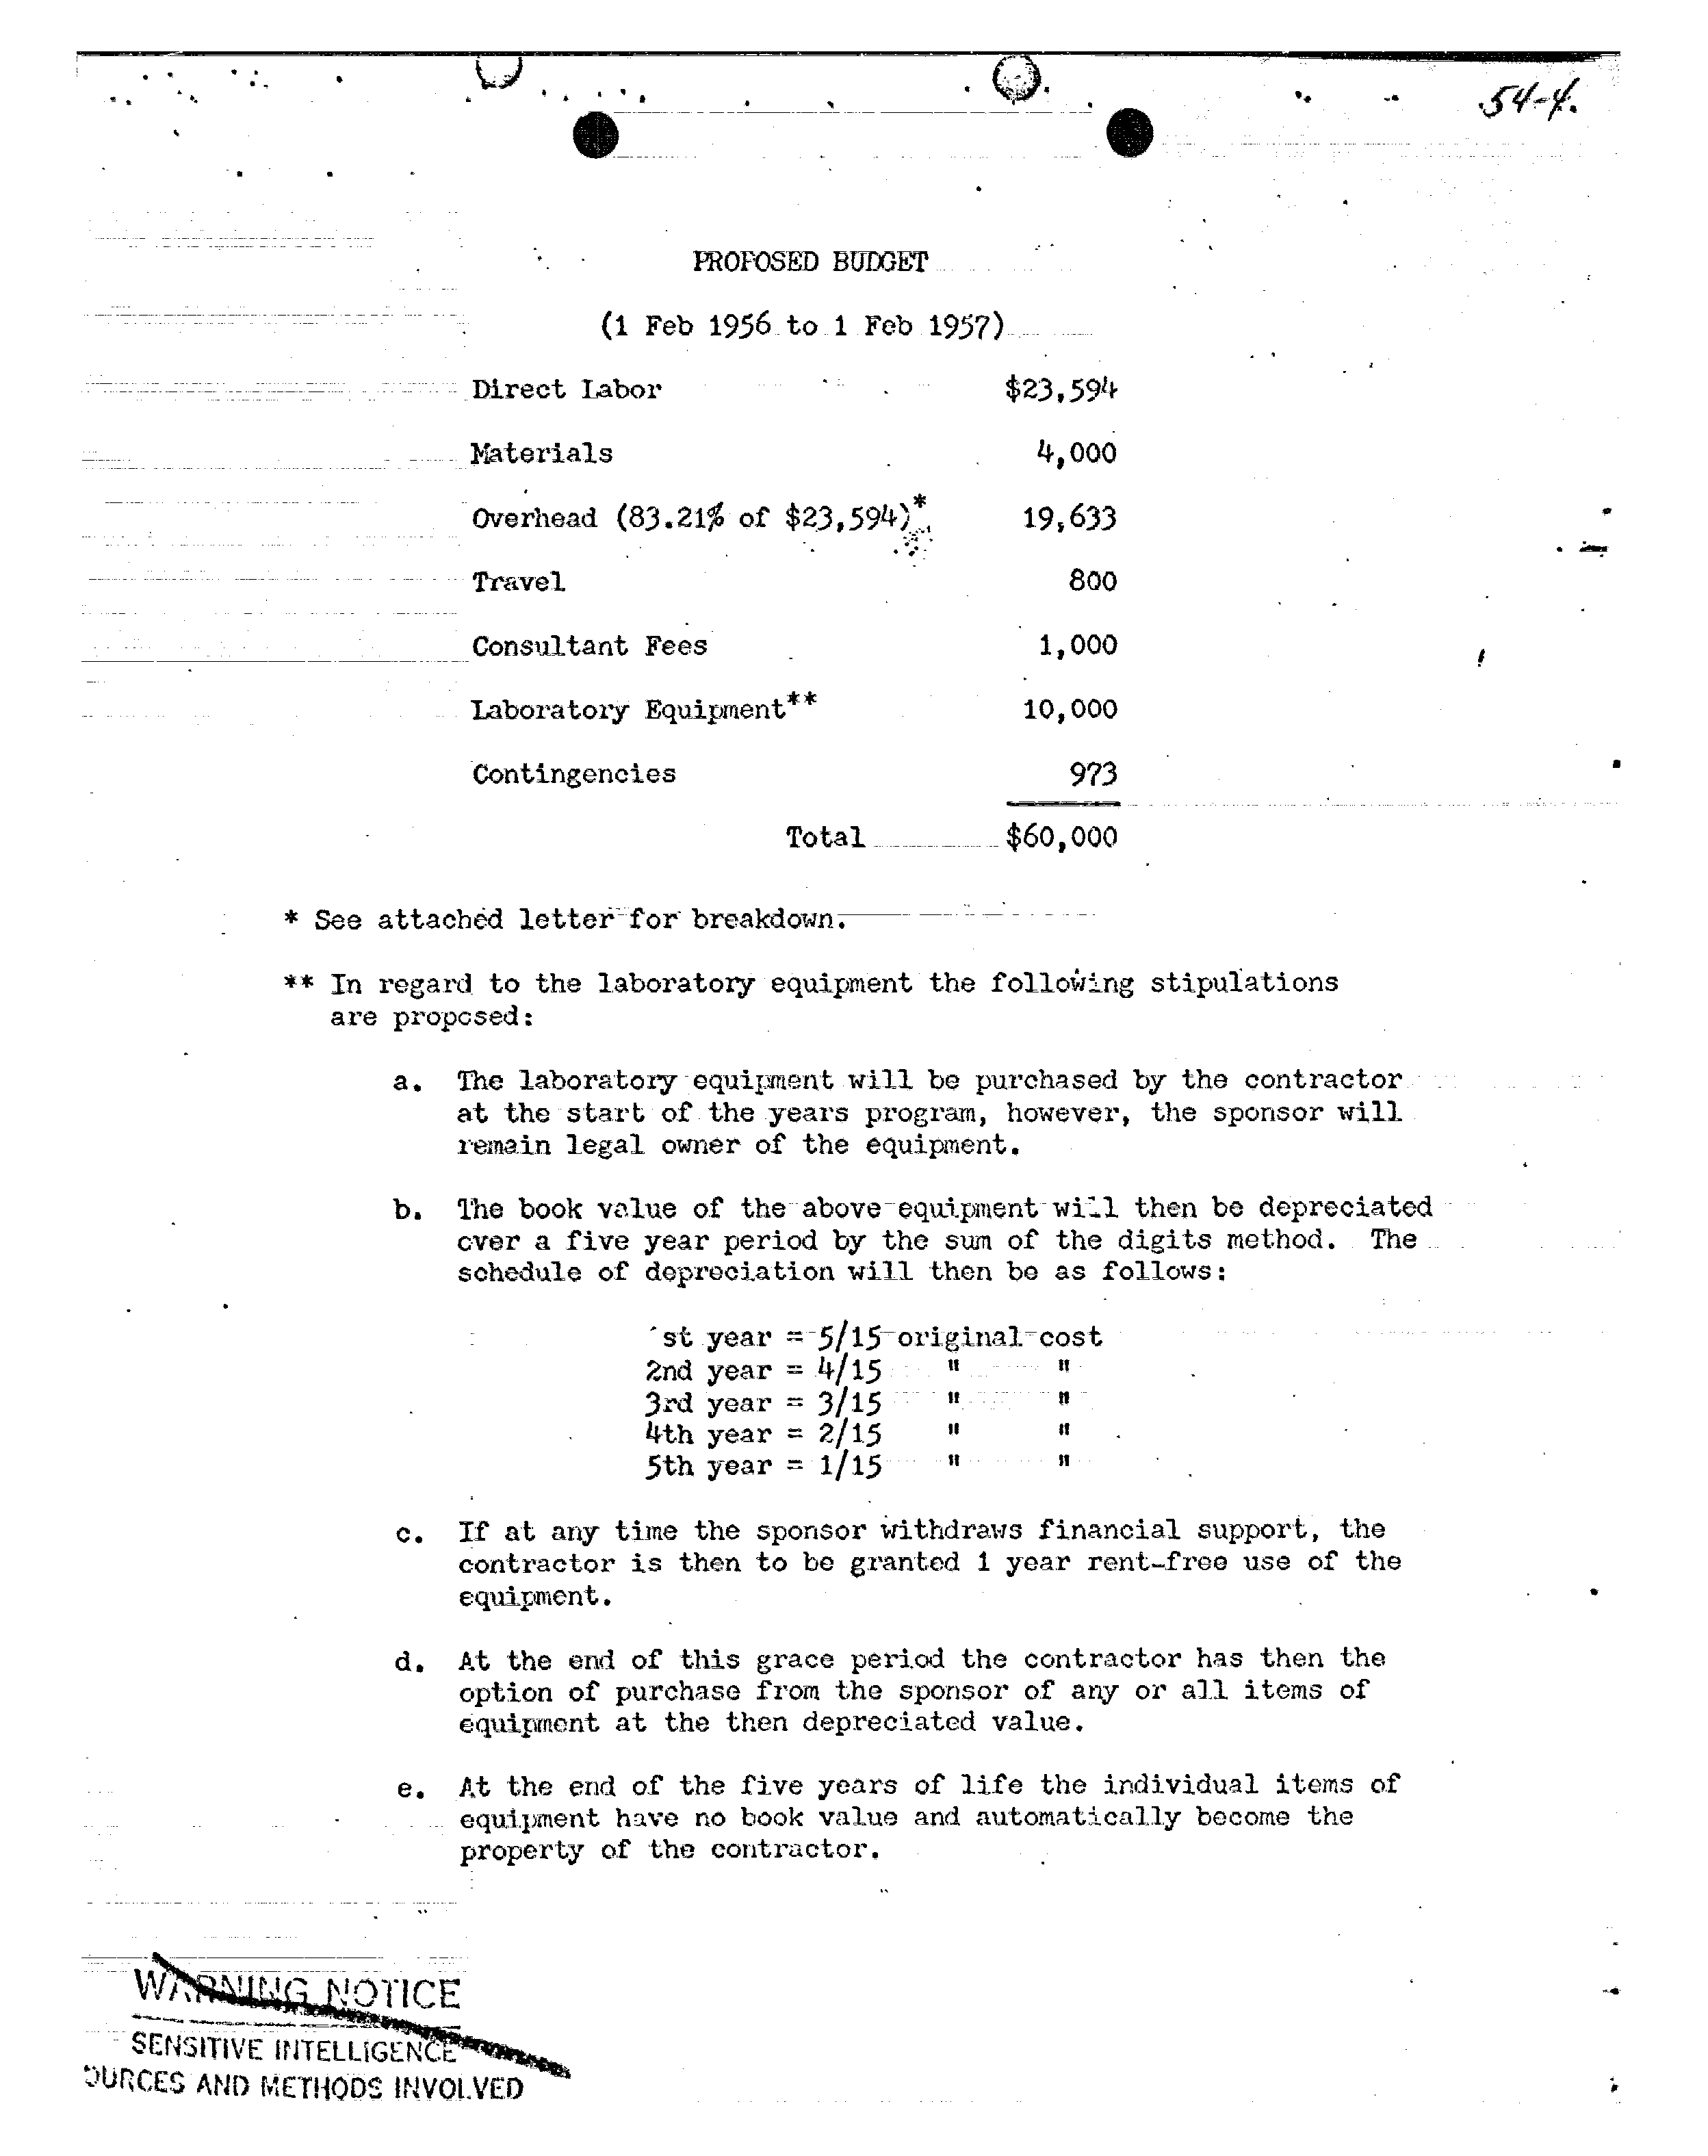 54-4.
PROPOSED BUDGET
(1 Feb 1956 to 1 Feb 1957)
Direct Labor $23,594
Materials 4,000
Overhead (83.21% of $23,594)* 19,633
Travel 800
Consultant Fees 1,000
Laboratory Equipment** 10,000
Contingencies 973
Total $60,000
* See attached letter for breakdown.
** In regard to the laboratory equipment the following stipulations
are proposed:
a. The laboratory equipment will be purchased by the contractor
at the start of the years program, however, the sponsor will
remain legal owner of the equipment.
b. The book value of the above equipment will then be depreciated
over a five year period by the sum of the digits method. The
schedule of depreciation will then be as follows:
st year = 5/15 original cost
2nd year = 4/15 " "
3rd year = 3/15 " "
4th year = 2/15 " "
5th year = 1/15 " "
c. If at any time the sponsor withdraws financial support, the
contractor is then to be granted 1 year rent-free use of the
equipment.
d. At the end of this grace period the contractor has then the
option of purchase from the sponsor of any or all items of
equipment at the then depreciated value.
e. At the end of the five years of life the individual items of
equipment have no book value and automatically become the
property of the contractor.
WARNING NOTICE
SENSITIVE INTELLIGENCE
OURCES AND METHODS INVOLVED